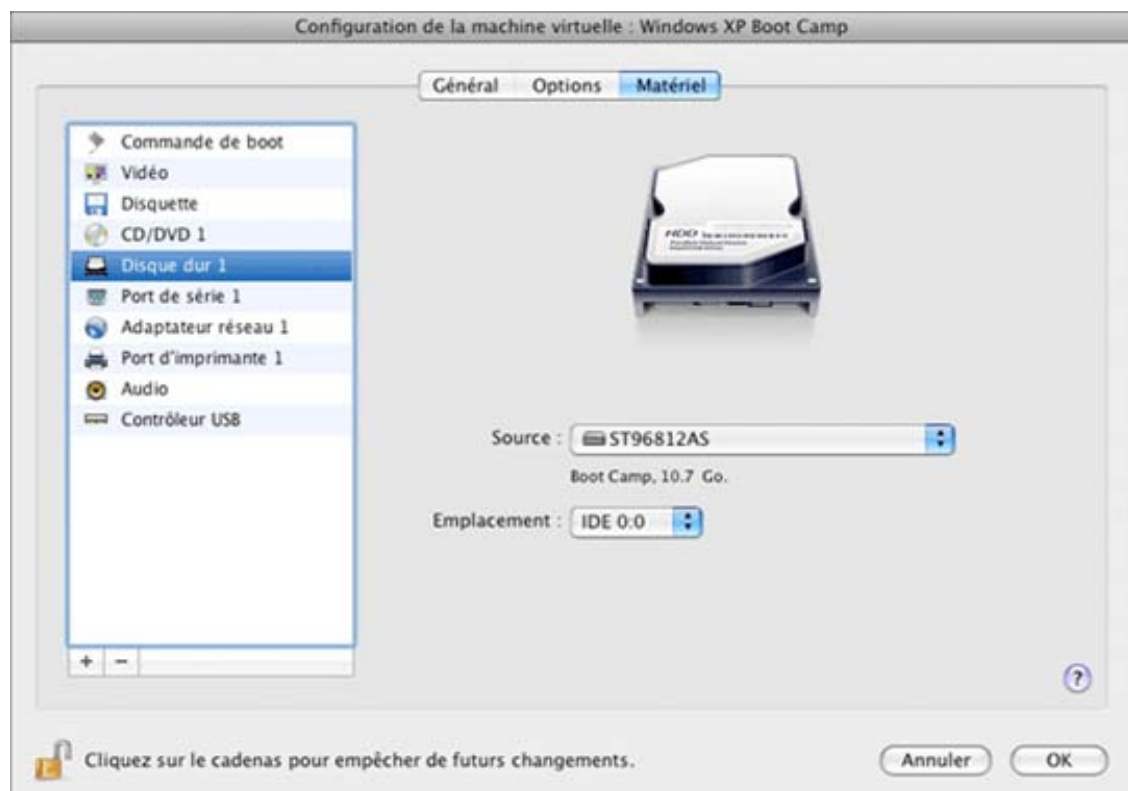 Configuration de la machine virtuelle : Windows XP Boot Camp
Général Options Matériel
Commande de boot
Vidéo
Disquette
CD/DVD 1
Disque dur 1
Port de série 1
Adaptateur réseau 1
Port d'imprimante 1
Audio
Contrôleur USB
HDD
Source : ST96812AS
Boot Camp, 10.7 Go.
Emplacement : IDE 0:0
+ −
?
Cliquez sur le cadenas pour empêcher de futurs changements.
Annuler OK